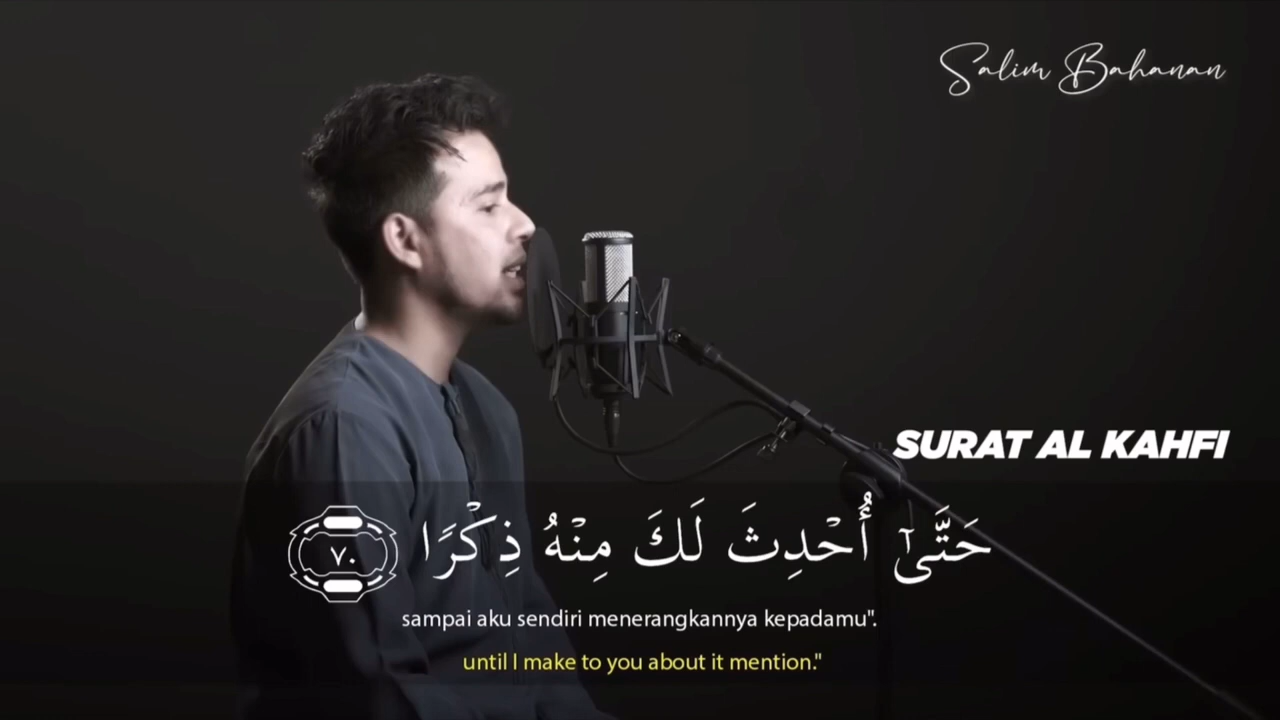 Salim Bahanan
SURAT AL KAHFI
حَتَّىٰٓ أُحْدِثَ لَكَ مِنْهُ ذِكْرًا ٧٠
sampai aku sendiri menerangkannya kepadamu".
until I make to you about it mention."